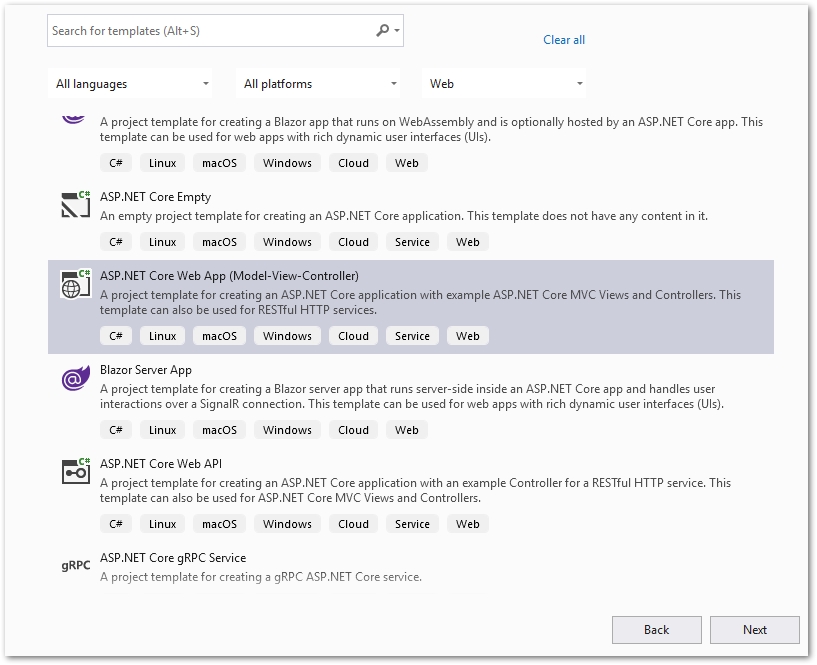 Search for templates (Alt+S)
Clear all
All languages
All platforms
Web
A project template for creating a Blazor app that runs on WebAssembly and is optionally hosted by an ASP.NET Core app. This
template can be used for web apps with rich dynamic user interfaces (UIs).
C# Linux macOS Windows Cloud Web
C#
ASP.NET Core Empty
An empty project template for creating an ASP.NET Core application. This template does not have any content in it.
C# Linux macOS Windows Cloud Service Web
C#
ASP.NET Core Web App (Model-View-Controller)
A project template for creating an ASP.NET Core application with example ASP.NET Core MVC Views and Controllers. This
template can also be used for RESTful HTTP services.
C# Linux macOS Windows Cloud Service Web
Blazor Server App
A project template for creating a Blazor server app that runs server-side inside an ASP.NET Core app and handles user
interactions over a SignalR connection. This template can be used for web apps with rich dynamic user interfaces (UIs).
C# Linux macOS Windows Cloud Web
C#
ASP.NET Core Web API
A project template for creating an ASP.NET Core application with an example Controller for a RESTful HTTP service. This
template can also be used for ASP.NET Core MVC Views and Controllers.
C# Linux macOS Windows Cloud Service Web
gRPC
ASP.NET Core gRPC Service
A project template for creating a gRPC ASP.NET Core service.
Back
Next